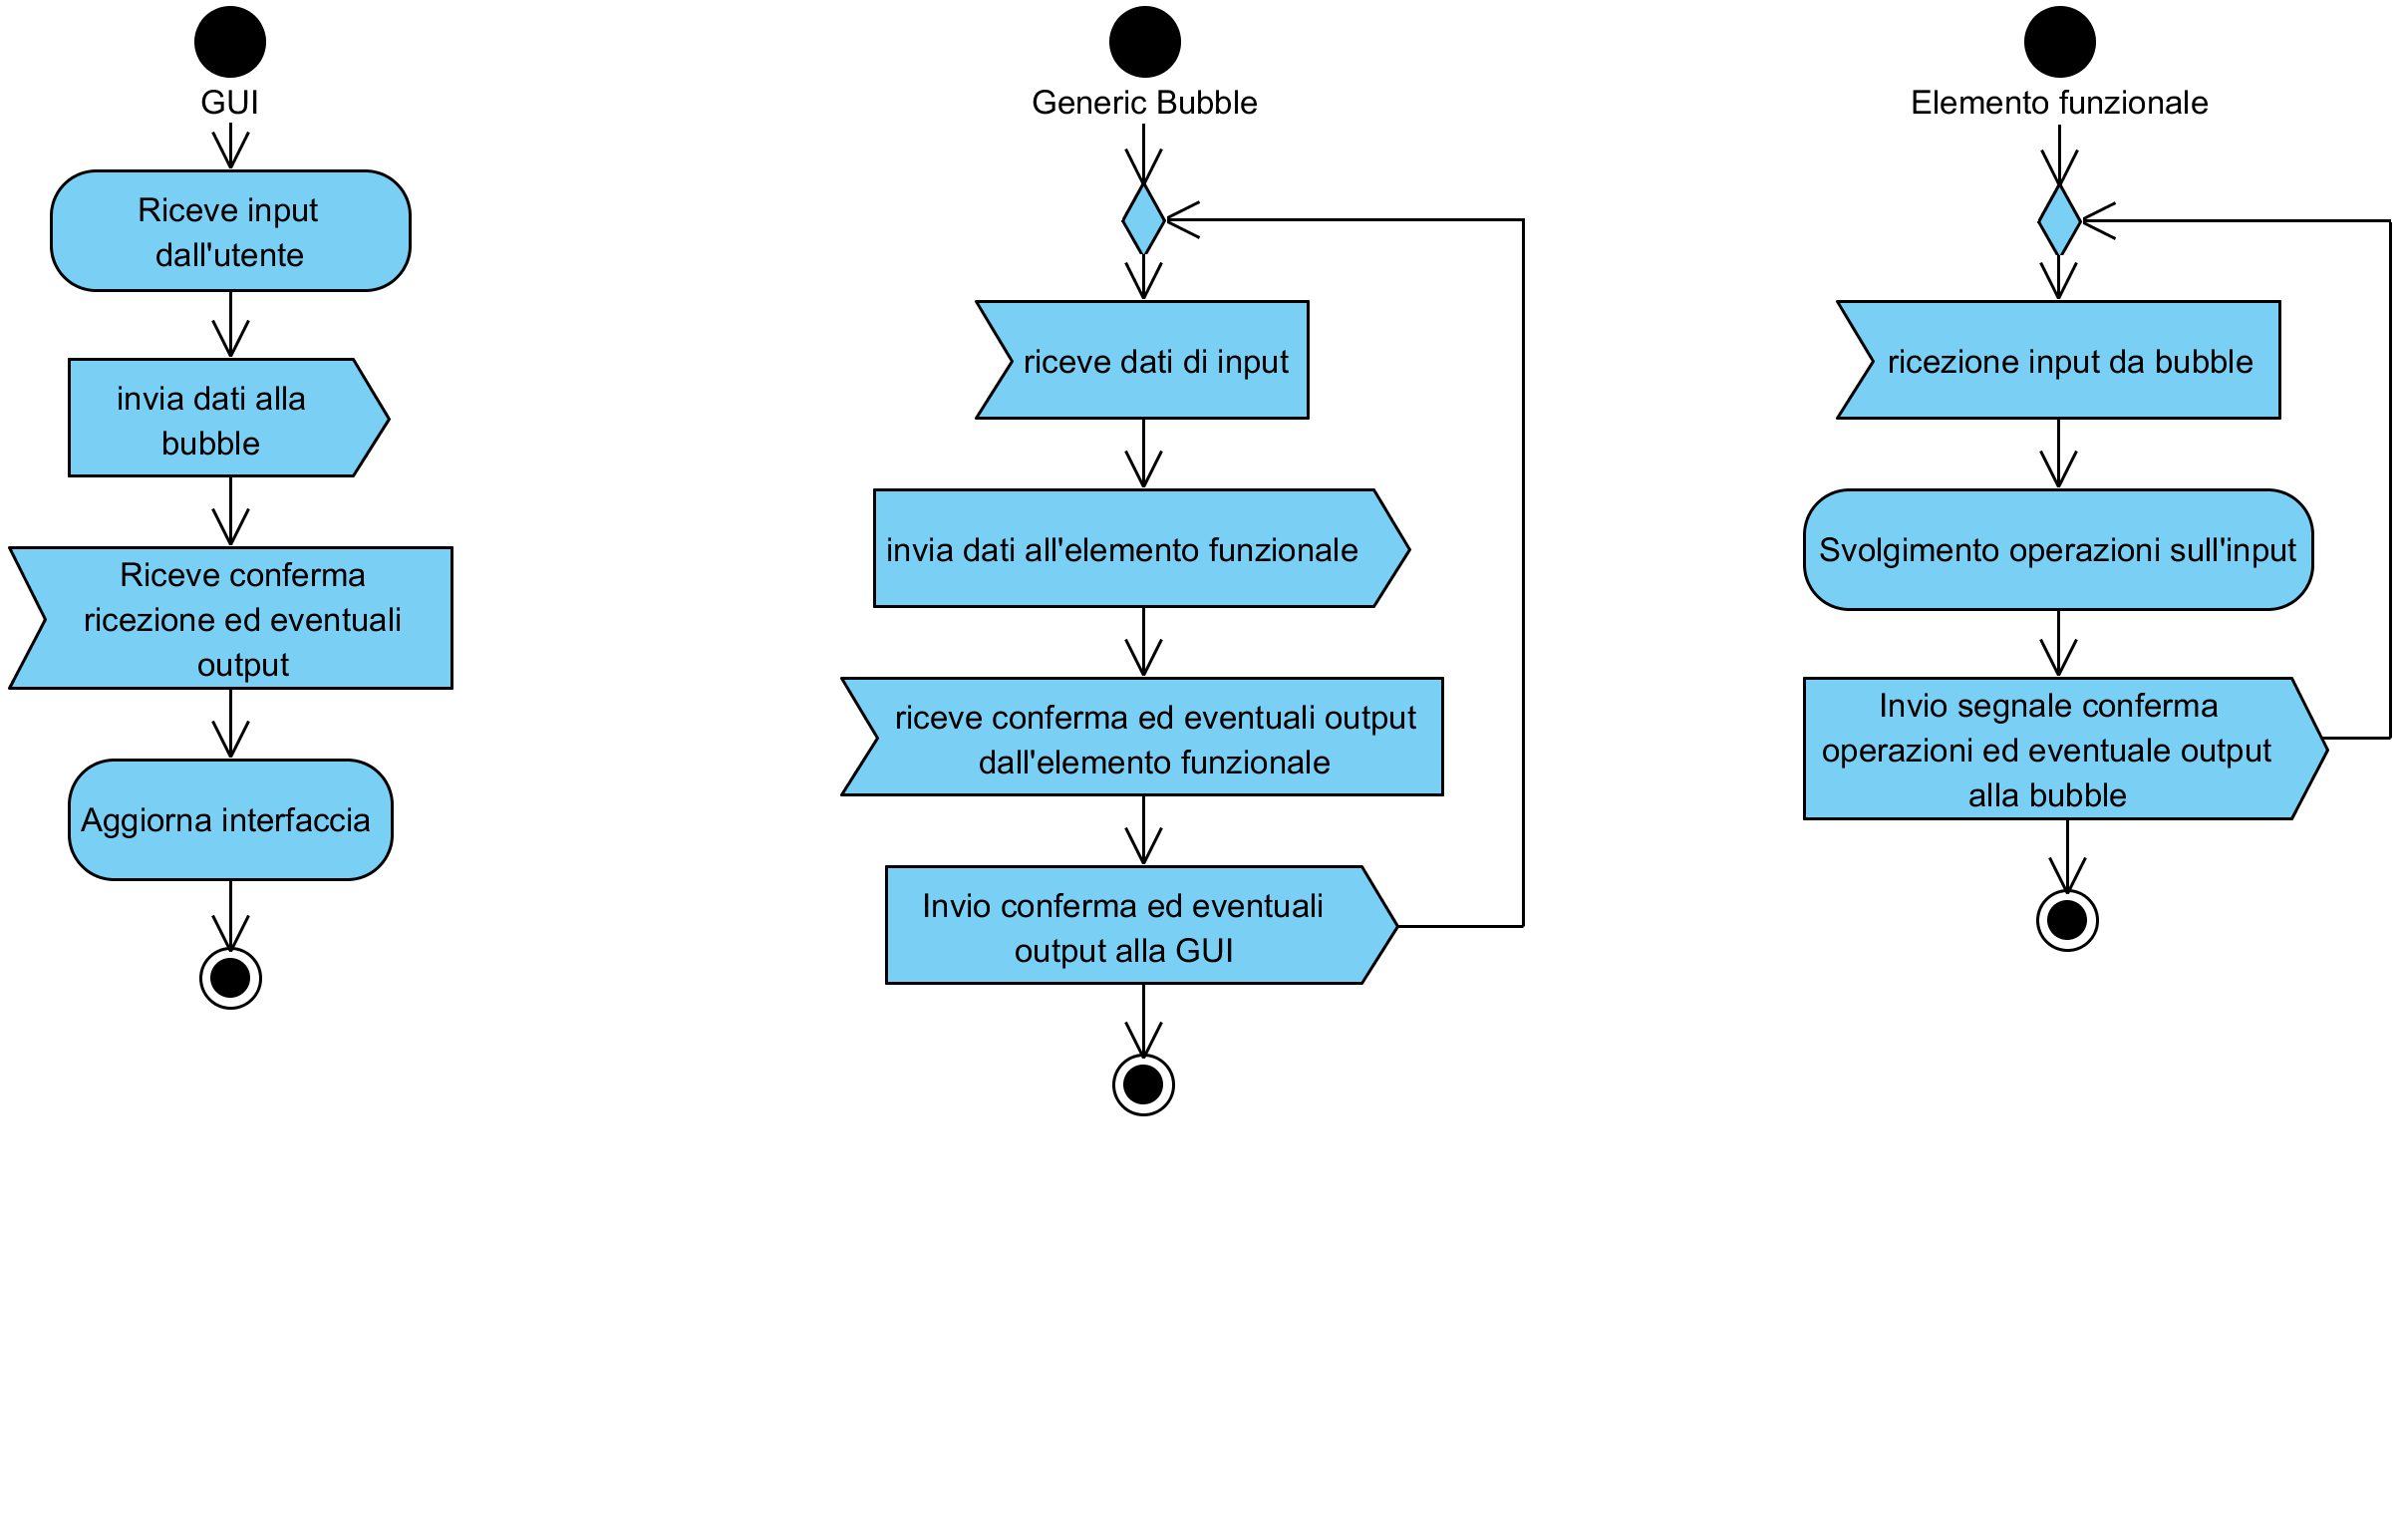 GUI
Riceve input
dall'utente
invia dati alla
bubble
Riceve conferma
ricezione ed eventuali
output
Aggiorna interfaccia
Generic Bubble
riceve dati di input
invia dati all'elemento funzionale
riceve conferma ed eventuali output
dall'elemento funzionale
Invio conferma ed eventuali
output alla GUI
Elemento funzionale
ricezione input da bubble
Svolgimento operazioni sull'input
Invio segnale conferma
operazioni ed eventuale output
alla bubble